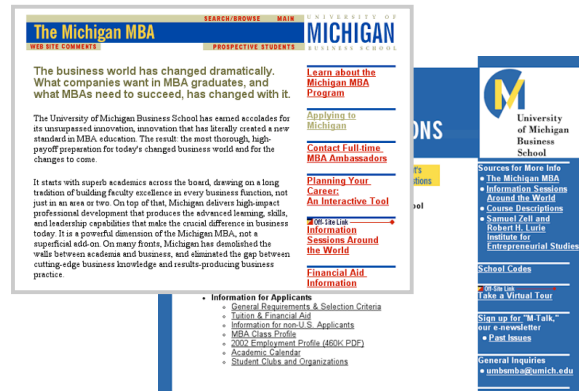 SEARCH/BROWSE MAIN
UNIVERSITY OF
The Michigan MBA
MICHIGAN
WEB SITE COMMENTS
PROSPECTIVE STUDENTS
BUSINESS SCHOOL
The business world has changed dramatically.
What companies want in MBA graduates, and
what MBAs need to succeed, has changed with it.
The University of Michigan Business School has earned accolades for
its unsurpassed innovation, innovation that has literally created a new
standard in MBA education. The result: the most thorough, high-
payoff preparation for today's changed business world and for the
changes to come.
It starts with superb academics across the board, drawing on a long
tradition of building faculty excellence in every business function, not
just in an area or two. On top of that, Michigan delivers high-impact
professional development that produces the advanced learning, skills,
and leadership capabilities that make the crucial difference in business
today. It is a powerful dimension of the Michigan MBA, not a
superficial add-on. On many fronts, Michigan has demolished the
walls between academia and business, and eliminated the gap between
cutting-edge business knowledge and results-producing business
practice.
Learn about the
Michigan MBA
Program
Applying to
Michigan
Contact Full-time
MBA Ambassadors
Planning Your
Career:
An Interactive Tool
Off-Site Link
Information
Sessions Around
the World
Financial Aid
Information
ONS
t's
tions
ool
Information for Applicants
General Requirements & Selection Criteria
Tuition & Financial Aid
Information for non-U.S. Applicants
MBA Class Profile
2002 Employment Profile (460K PDF)
Academic Calendar
Student Clubs and Organizations
University
of Michigan
Business
School
Sources for More Info
The Michigan MBA
Information Sessions
Around the World
Course Descriptions
Samuel Zell and
Robert H. Lurie
Institute for
Entrepreneurial Studies
School Codes
Off-Site Link
Take a Virtual Tour
Sign up for "M-Talk,"
our e-newsletter
Past Issues
General Inquiries
umbsmba@umich.edu